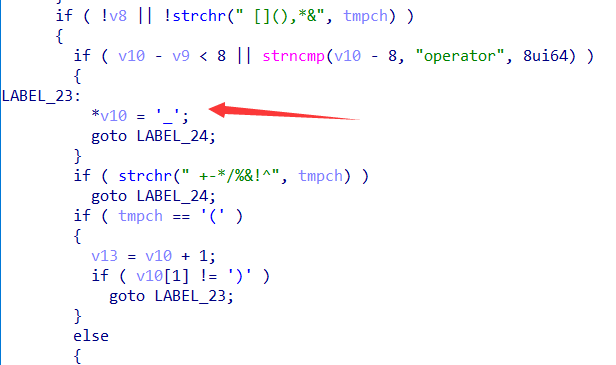 if ( !v8 || !strchr(" [](),*&", tmpch) )
{
if ( v10 - v9 < 8 || strncmp(v10 - 8, "operator", 8ui64) )
{
LABEL_23:
*v10 = '_';
goto LABEL_24;
}
if ( strchr(" +-*/%&!^", tmpch) )
goto LABEL_24;
if ( tmpch == '(' )
{
v13 = v10 + 1;
if ( v10[1] != ')' )
goto LABEL_23;
}
else
{